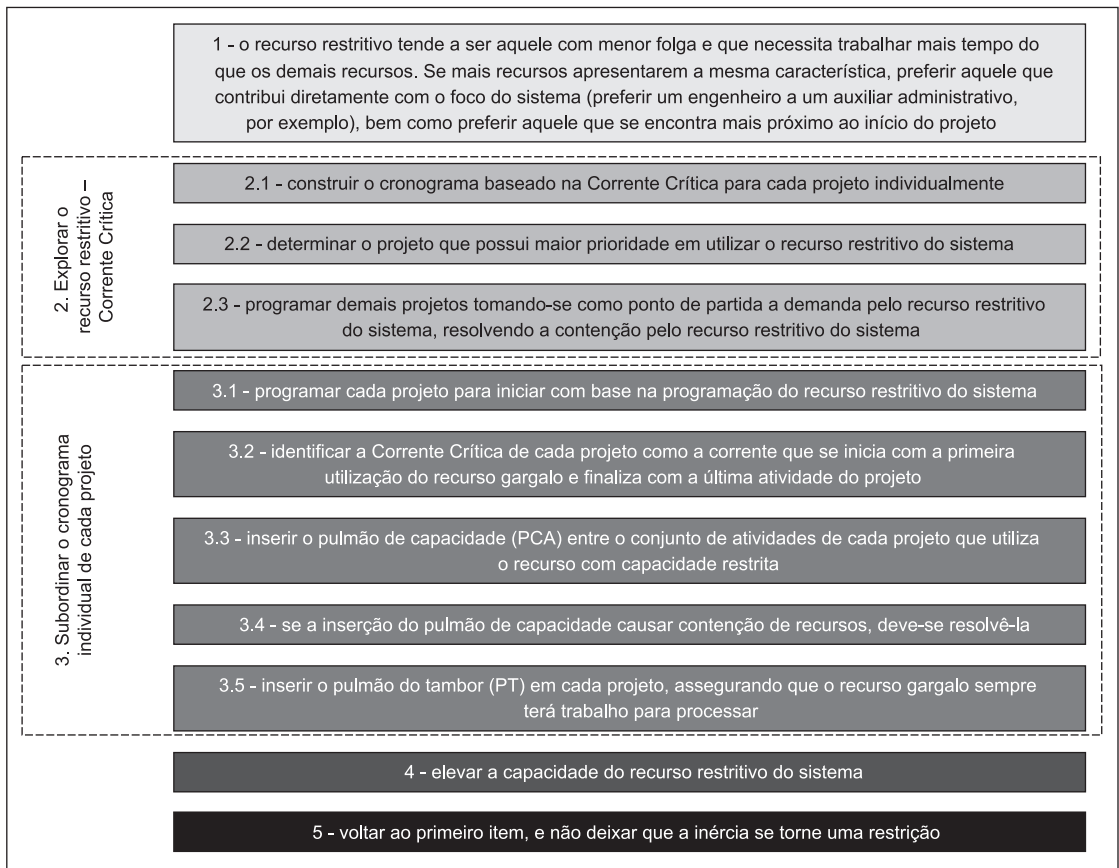 1 - o recurso restritivo tende a ser aquele com menor folga e que necessita trabalhar mais tempo do
que os demais recursos. Se mais recursos apresentarem a mesma característica, preferir aquele que
contribui diretamente com o foco do sistema (preferir um engenheiro a um auxiliar administrativo,
por exemplo), bem como preferir aquele que se encontra mais próximo ao início do projeto
2. Explorar o
recurso restritivo –
Corrente Crítica
2.1 - construir o cronograma baseado na Corrente Crítica para cada projeto individualmente
2.2 - determinar o projeto que possui maior prioridade em utilizar o recurso restritivo do sistema
2.3 - programar demais projetos tomando-se como ponto de partida a demanda pelo recurso restritivo
do sistema, resolvendo a contenção pelo recurso restritivo do sistema
3. Subordinar o cronograma
individual de cada projeto
3.1 - programar cada projeto para iniciar com base na programação do recurso restritivo do sistema
3.2 - identificar a Corrente Crítica de cada projeto como a corrente que se inicia com a primeira
utilização do recurso gargalo e finaliza com a última atividade do projeto
3.3 - inserir o pulmão de capacidade (PCA) entre o conjunto de atividades de cada projeto que utiliza
o recurso com capacidade restrita
3.4 - se a inserção do pulmão de capacidade causar contenção de recursos, deve-se resolvê-la
3.5 - inserir o pulmão do tambor (PT) em cada projeto, assegurando que o recurso gargalo sempre
terá trabalho para processar
4 - elevar a capacidade do recurso restritivo do sistema
5 - voltar ao primeiro item, e não deixar que a inércia se torne uma restrição